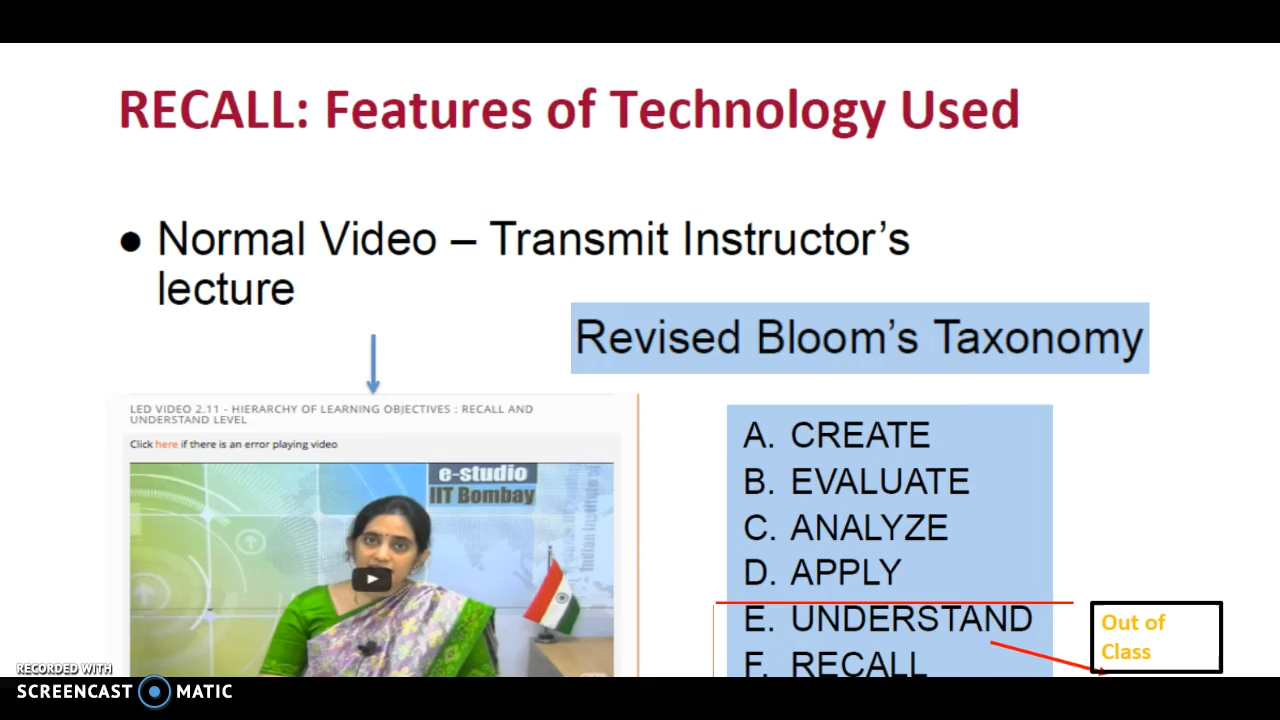 RECALL: Features of Technology Used
● Normal Video – Transmit Instructor’s
lecture
Revised Bloom’s Taxonomy
LED VIDEO 2.11 - HIERARCHY OF LEARNING OBJECTIVES : RECALL AND
UNDERSTAND LEVEL
Click here if there is an error playing video
e-studio
IIT Bombay
A. CREATE
B. EVALUATE
C. ANALYZE
D. APPLY
E. UNDERSTAND
F. RECALL
Out of
Class
RECORDED WITH
SCREENCAST MATIC